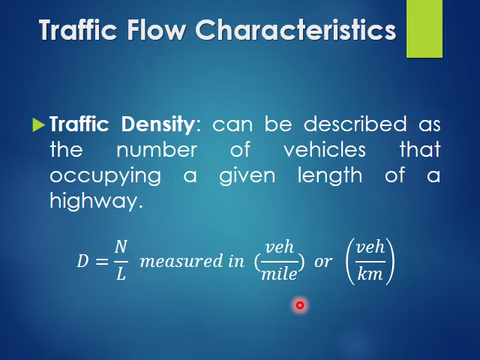 Traffic Flow Characteristics
Traffic Density: can be described as
the number of vehicles that
occupying a given length of a
highway.
D = N/L measured in (veh/mile) or (veh/km)